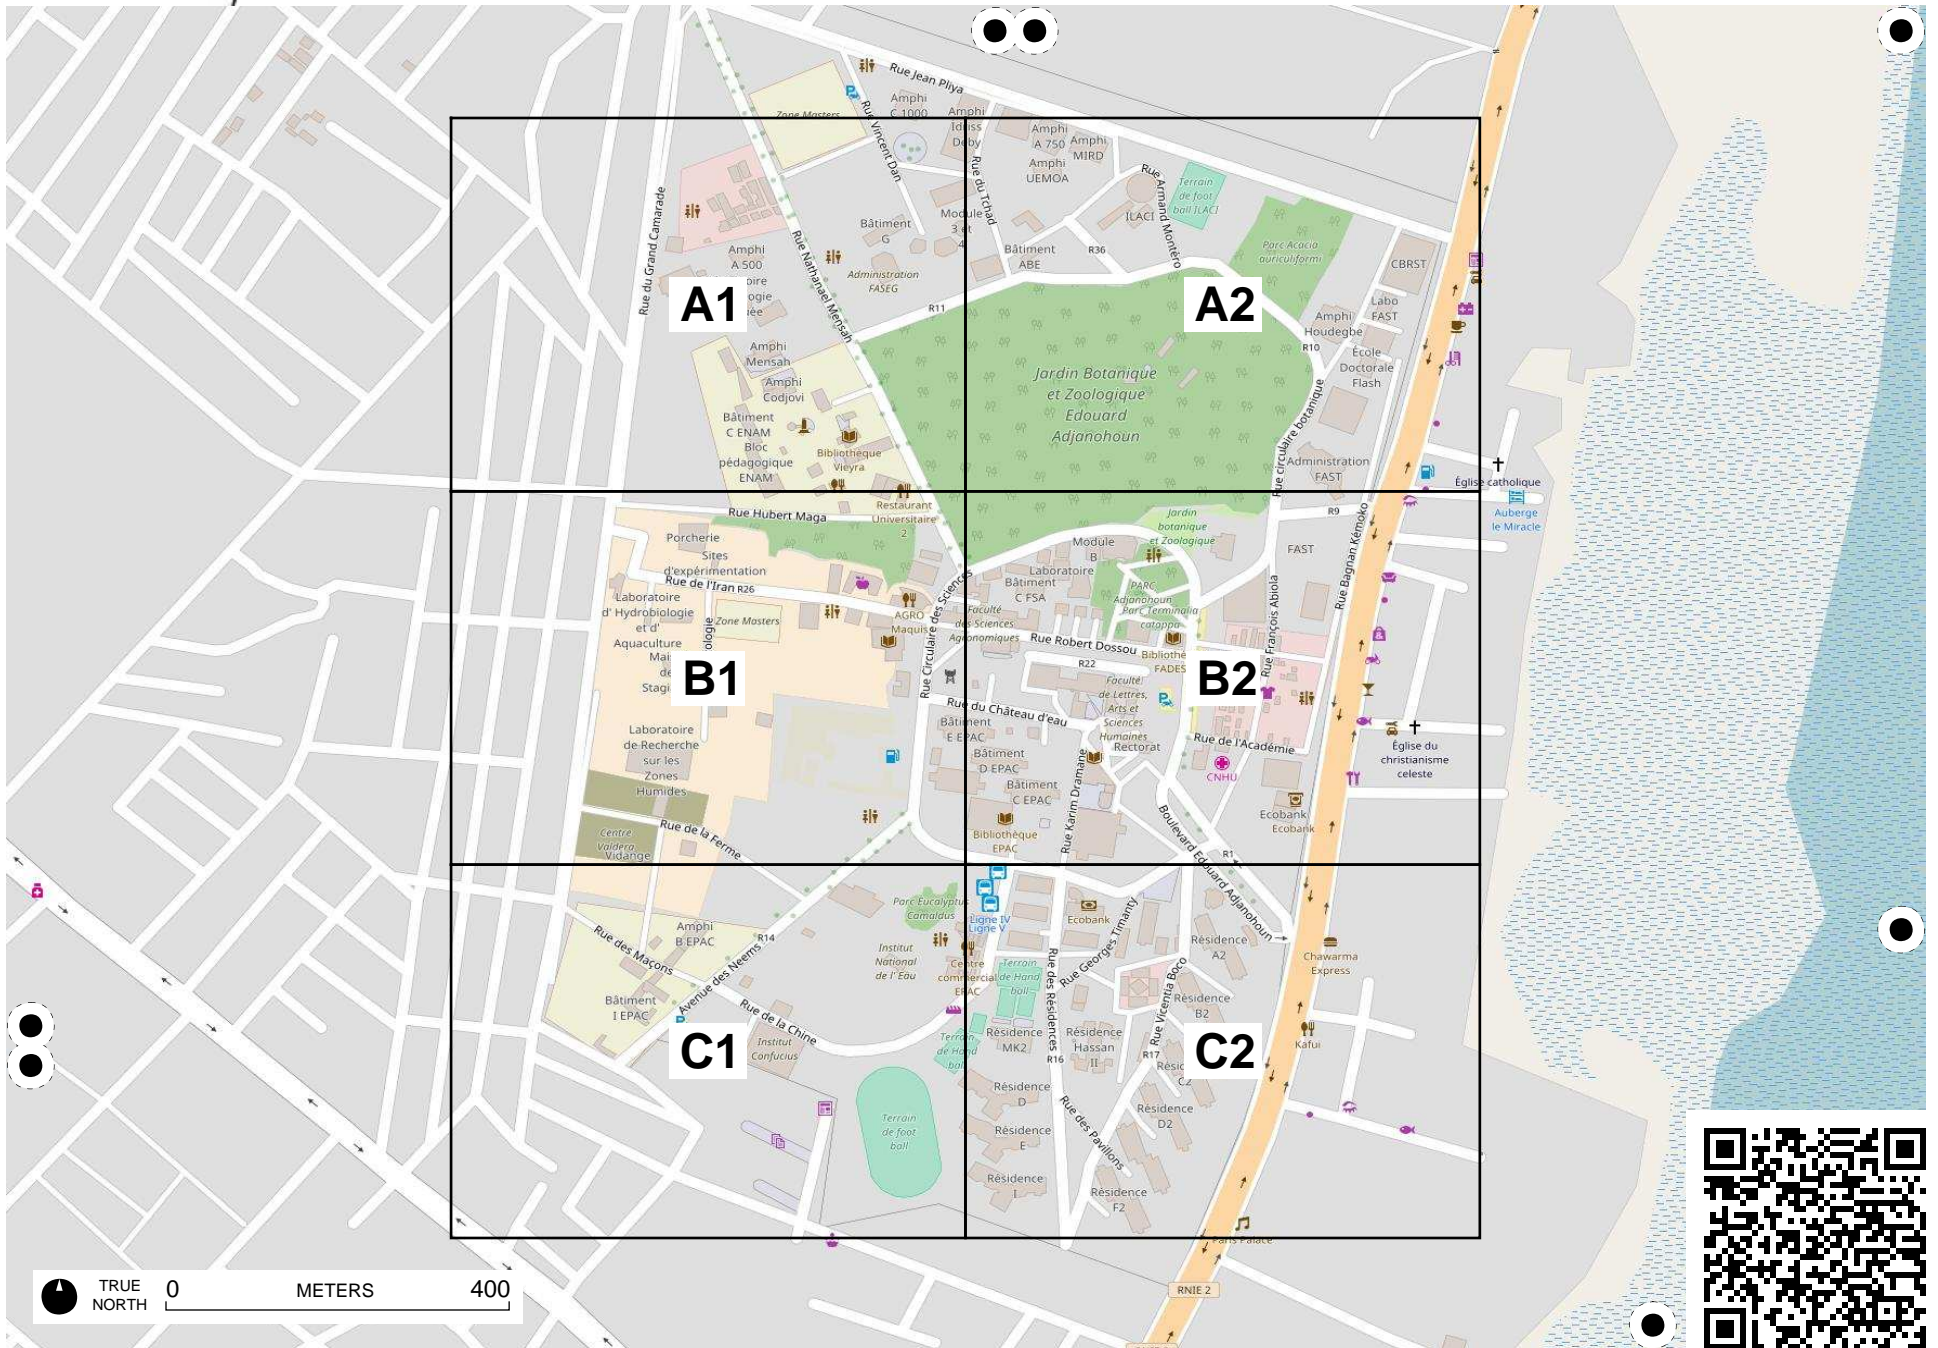 Rue Jean Pliya
Zone Masters
Rue Vincent Dan
Amphi
C 1000
Amphi
Idriss
Deby
Amphi
A 750
Amphi
MIRD
Amphi
UEMOA
Rue du Tchad
Rue Armand Montéro
ILACI
Terrain
de foot
ball ILACI
Parc Acacia
auriculiformi
Rue du Grand Camarade
Rue Nathanael Mensah
Bâtiment
G
Module
3 et
4
Administration
FASEG
Bâtiment
ABE
R36
CBRST
Amphi
A 500
A1
A2
R11
Labo
FAST
Amphi
Houdegbe
R10
École
Doctorale
Flash
Amphi
Mensah
Amphi
Codjovi
Bâtiment
C ENAM
Bloc
pédagogique
ENAM
Bibliothèque
Vieyra
Jardin Botanique
et Zoologique
Edouard
Adjanohoun
Rue circulaire botanique
Administration
FAST
Église catholique
Auberge
le Miracle
Restaurant
Universitaire
2
Rue Hubert Maga
Porcherie
Sites
d'expérimentation
Rue de l'Iran R26
Laboratoire
d' Hydrobiologie
et d'
Aquaculture
Zone Masters
AGRO
Maquis
Rue Circulaire des Sciences
Faculté
des Sciences
Agronomiques
Laboratoire
Bâtiment
C FSA
Module
B
Jardin
botanique
et Zoologique
PARC
Adjanohoun
Parc Terminalia
catappa
R9
FAST
Rue Bagnan Kémoko
Rue François Abiola
Rue Robert Dossou
R22
FADES
B1
B2
Faculté
de Lettres,
Arts et
Sciences
Humaines
Rectorat
Rue du Château d'eau
Bâtiment
E EPAC
Bâtiment
D EPAC
Bâtiment
C EPAC
Bibliothèque
EPAC
Rue Karim Dramane
Rue de l'Académie
CNHU
Ecobank
Ecobank
Église du
christianisme
celeste
Laboratoire
de Recherche
sur les
Zones
Humides
Centre
Valdera
Vidange
Rue de la Ferme
R1
Boulevard Edouard Adjanohoun
Parc Eucalyptus
Camaldus
Ligne IV
Ligne V
Ecobank
Rue Georges Timanty
Résidence
A2
Chawarma
Express
Amphi
B EPAC
R14
Rue des Maçons
Avenue des Neems
Institut
National
de l' Eau
Centre
commercial
EPAC
Terrain
de Hand
ball
Rue des Résidences
Rue Vicentia Boco
Résidence
B2
Bâtiment
I EPAC
Rue de la Chine
Institut
Confucius
Terrain
de Hand
ball
Résidence
MK2
Résidence
Hassan
II
R16
R17
C2
Kafui
C1
C2
Résidence
D
Résidence
D2
Résidence
E
Rue des Pavillons
Terrain
de foot
ball
Résidence
I
Résidence
F2
Paris Palace
RNIE 2
TRUE
NORTH
0 METERS 400